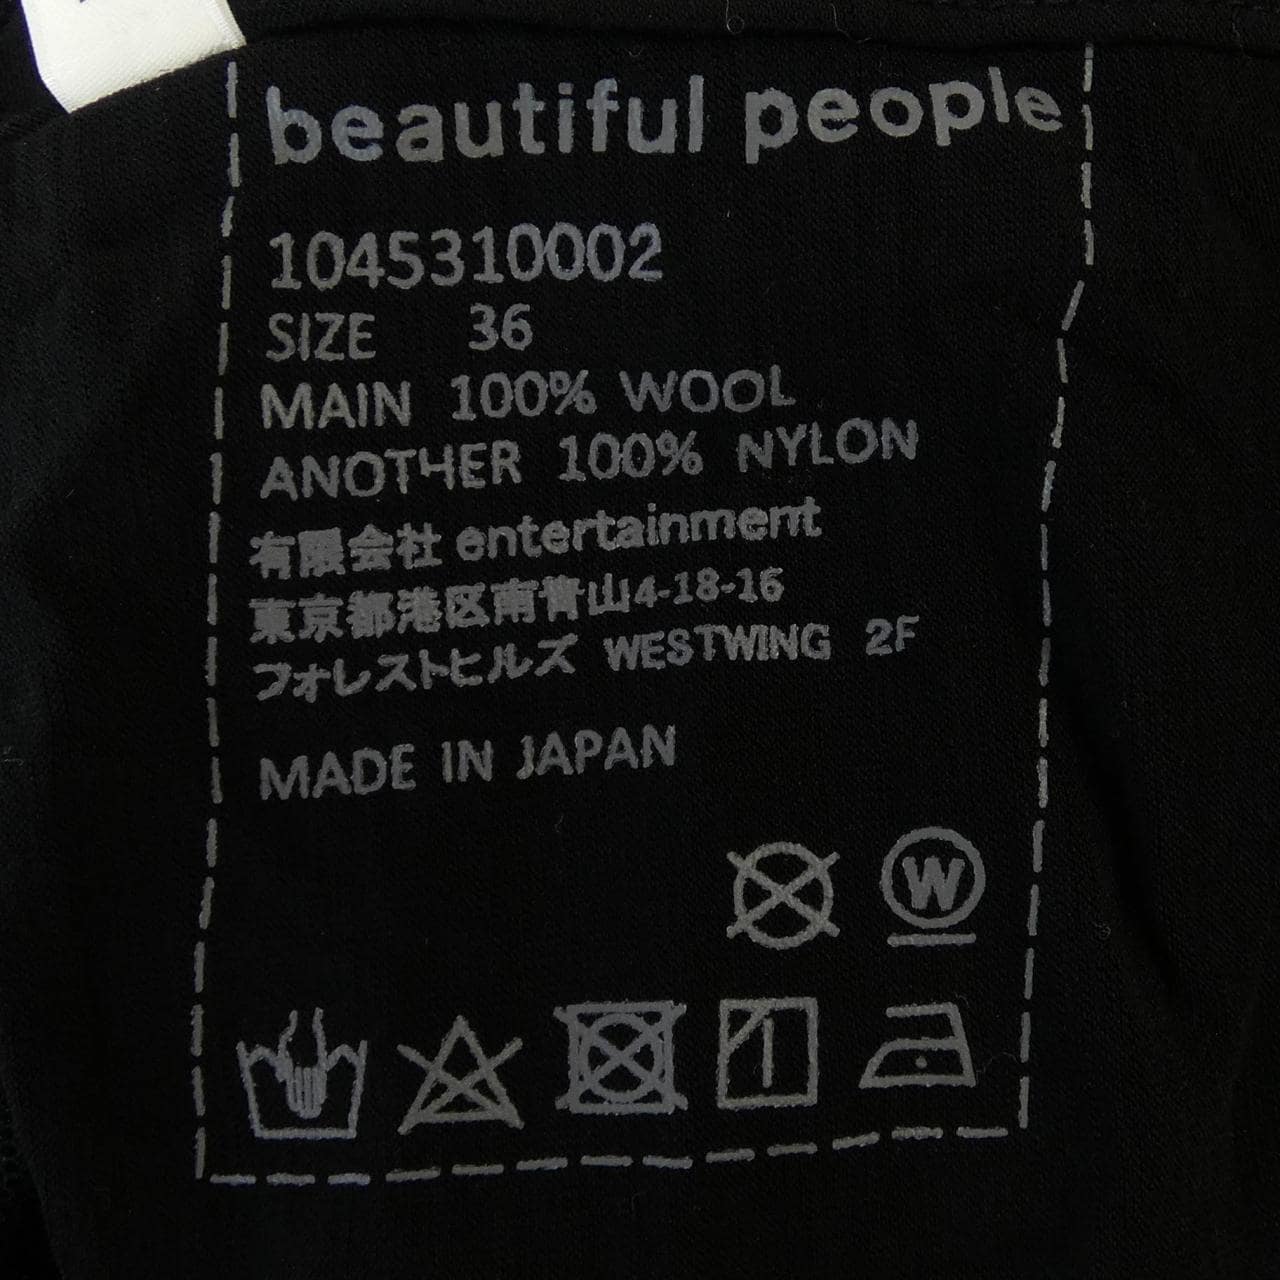 beautiful people
1045310002
SIZE 36
MAIN 100% WOOL
ANOTHER 100% NYLON
有限会社 entertainment
東京都港区南青山4-18-16
フォレストヒルズ WESTWING 2F
MADE IN JAPAN
W